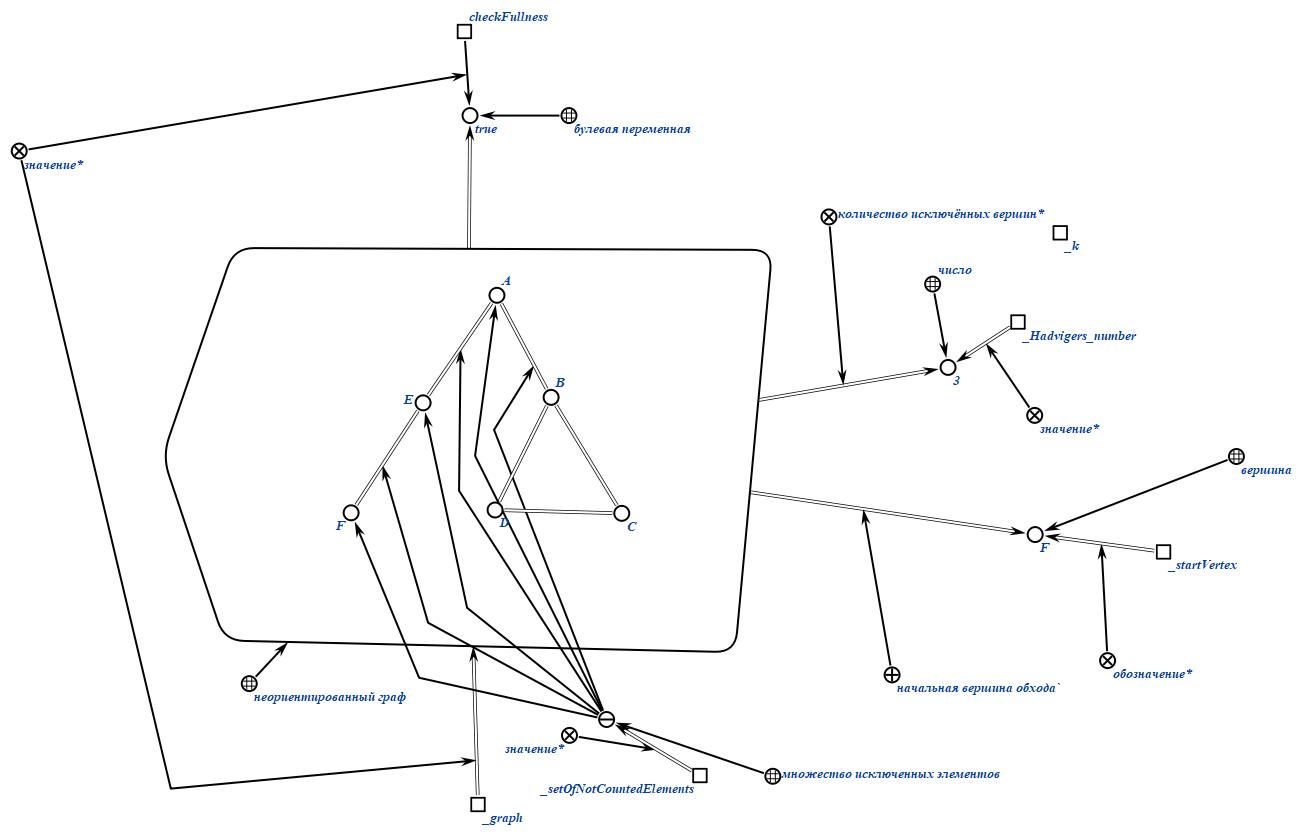 checkFullness
true
булевая переменная
значение*
количество исключённых вершин*
_k
число
A
_Hadvigers_number
3
B
E
значение*
вершина
F
D
C
F
_startVertex
обозначение*
начальная вершина обхода`
неориентированный граф
значение*
множество исключенных элементов
_setOfNotCountedElements
_graph